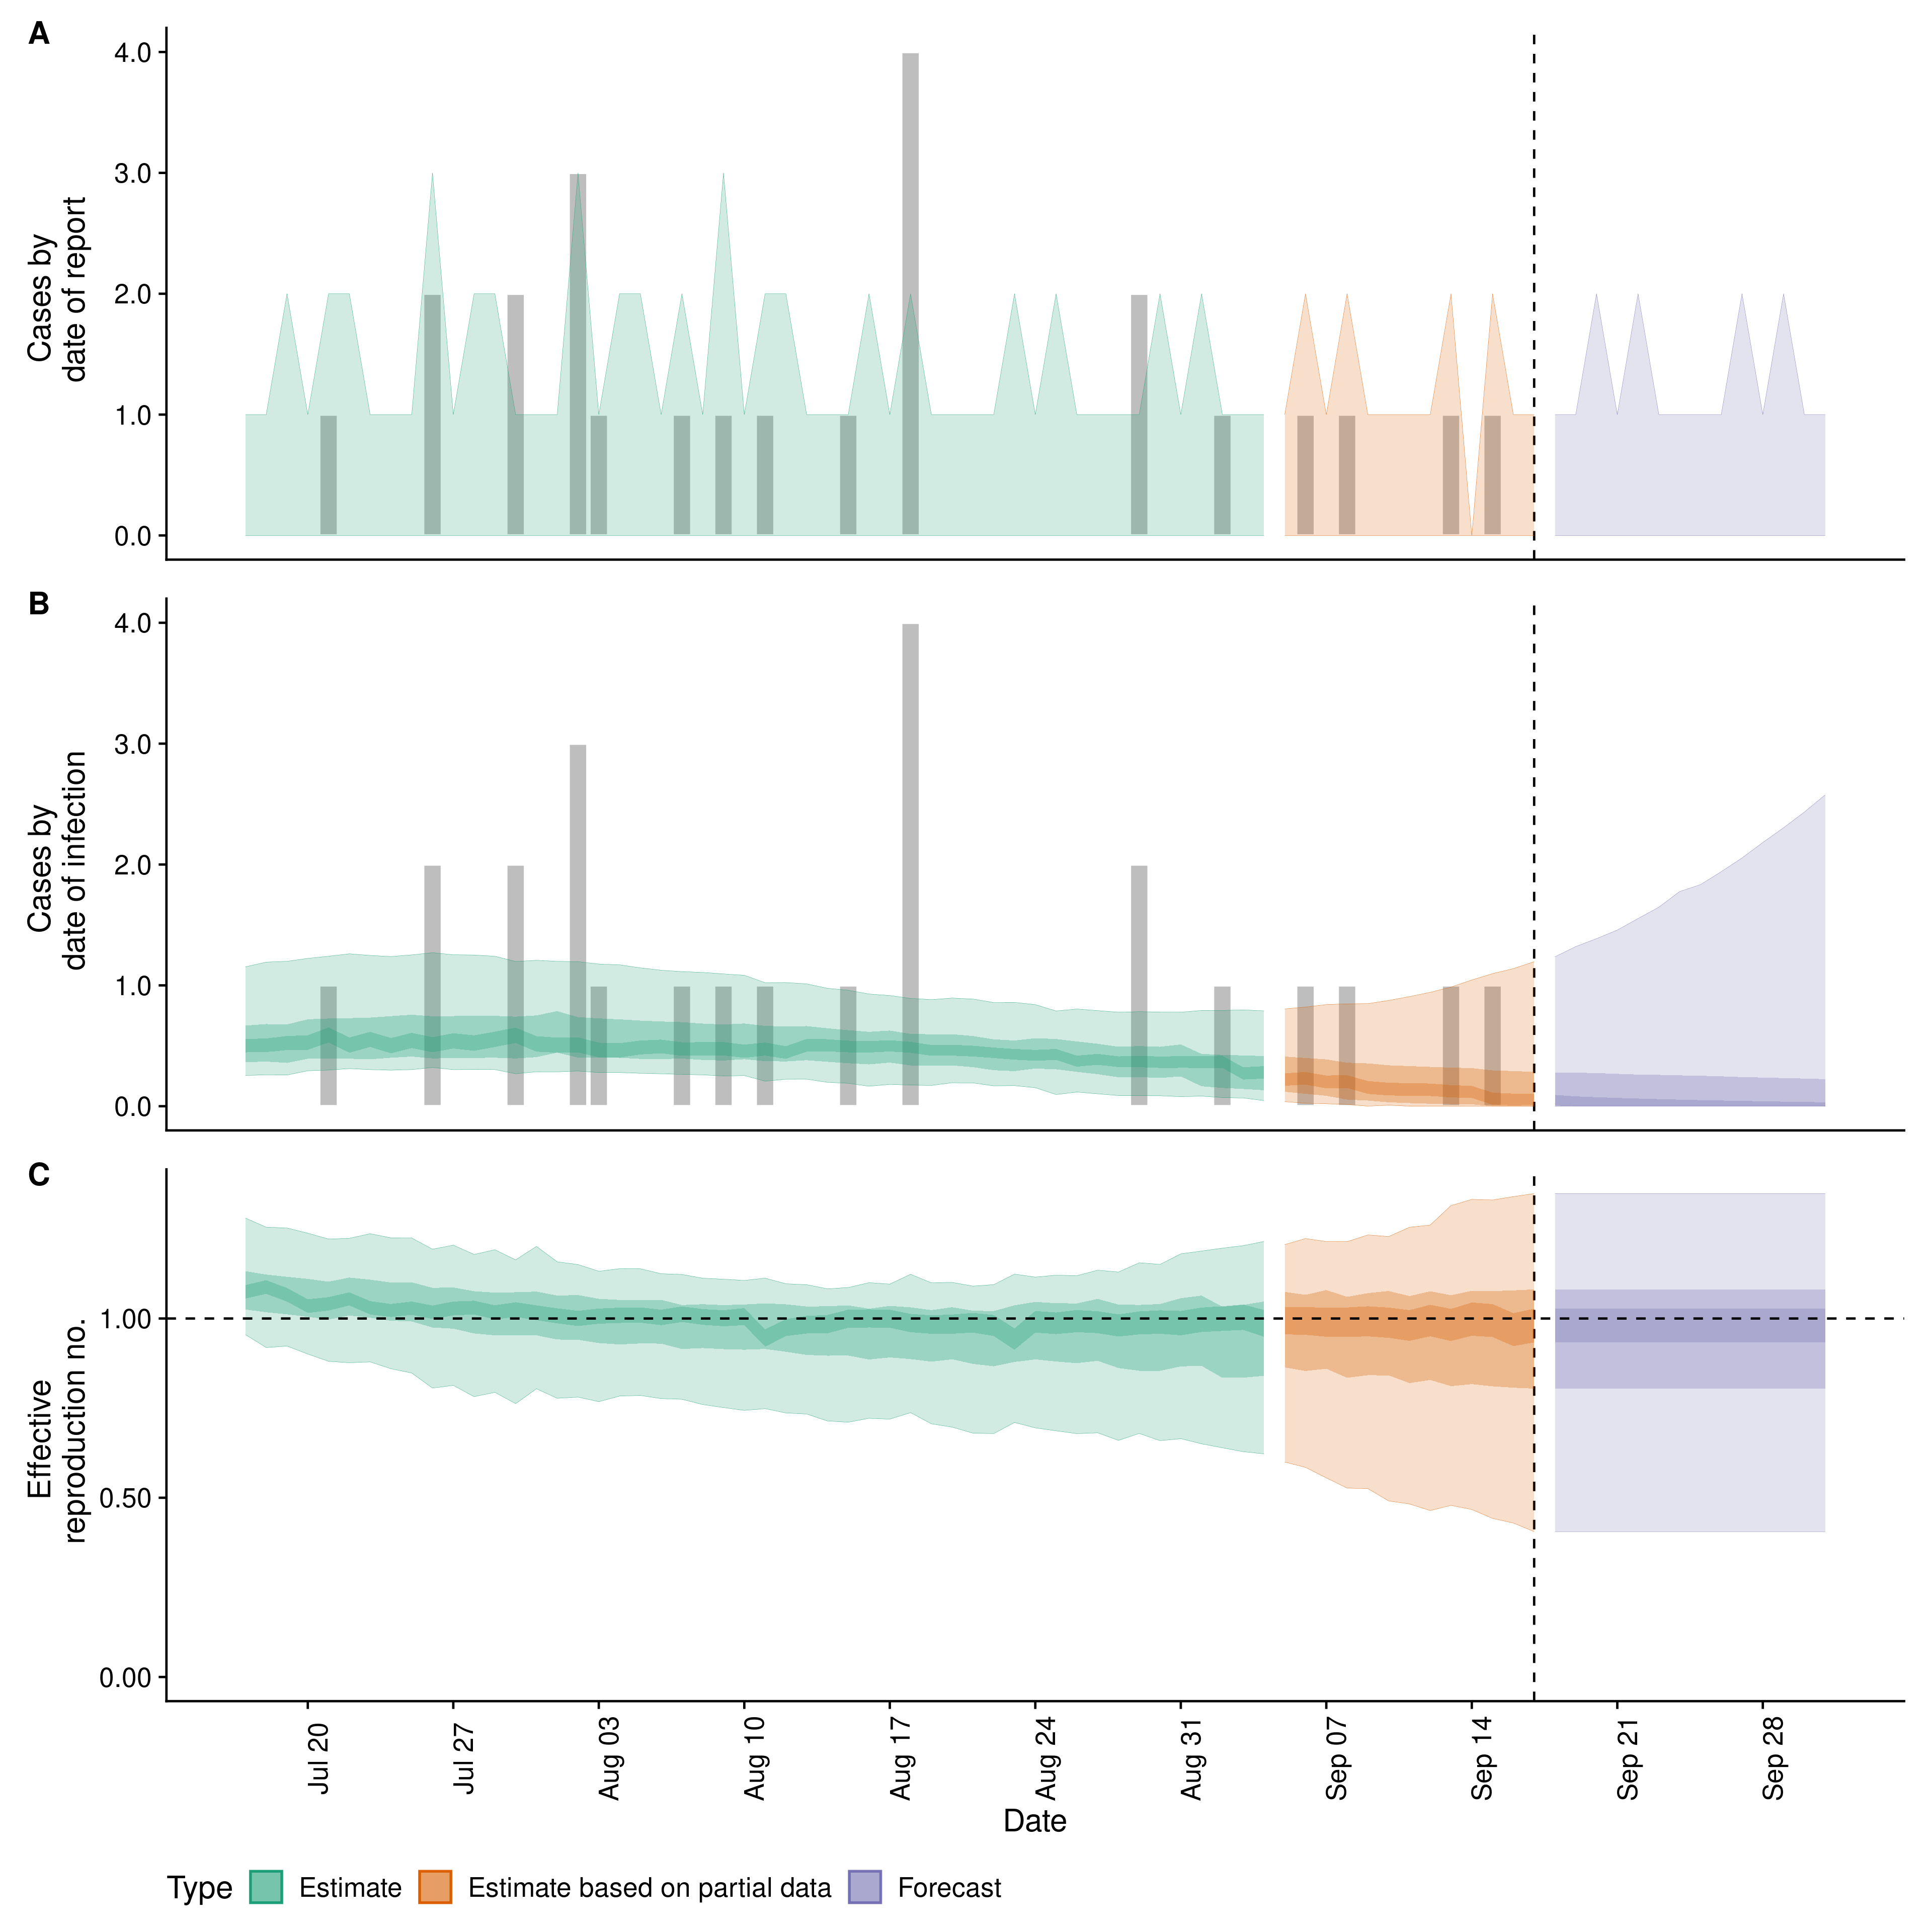 A
4.0
3.0
2.0
1.0
0.0
Cases by
date of report
B
4.0
3.0
2.0
1.0
0.0
Cases by
date of infection
C
1.00
0.50
0.00
Effective
reproduction no.
Jul 20
Jul 27
Aug 03
Aug 10
Aug 17
Aug 24
Aug 31
Sep 07
Sep 14
Sep 21
Sep 28
Date
Type Estimate Estimate based on partial data Forecast